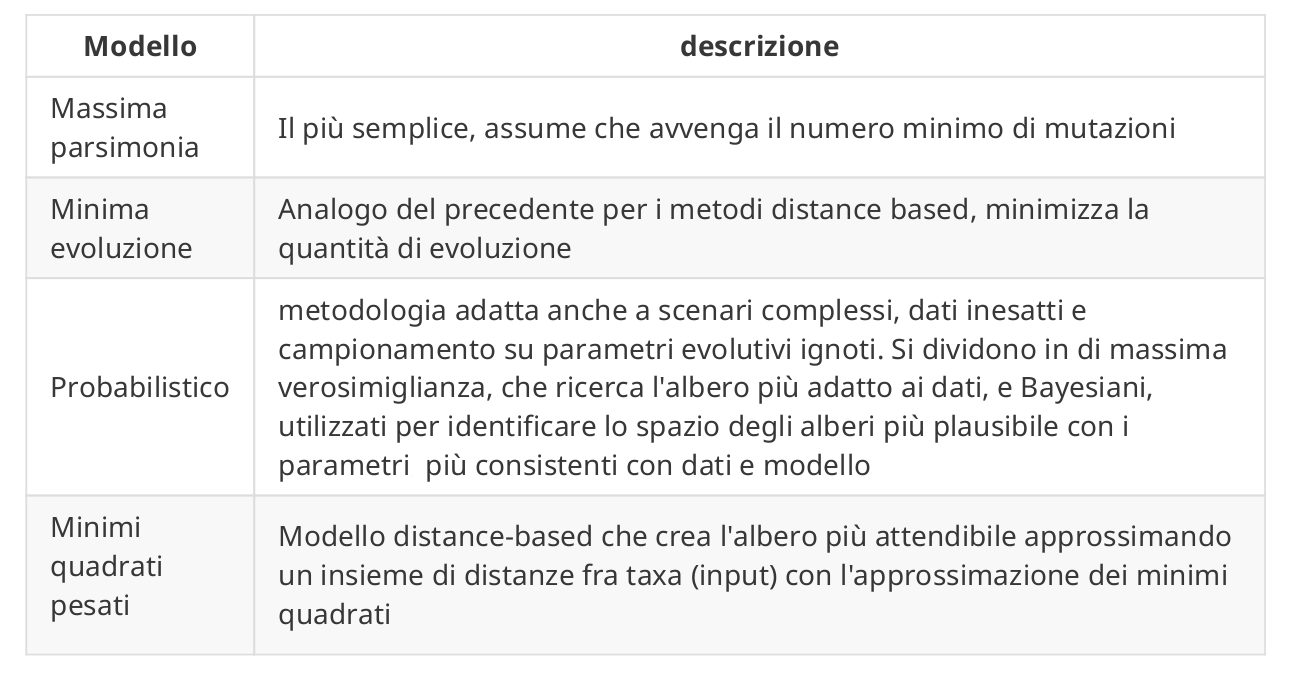 Modello
descrizione
Massima
parsimonia
Il più semplice, assume che avvenga il numero minimo di mutazioni
Minima
evoluzione
Analogo del precedente per i metodi distance based, minimizza la
quantità di evoluzione
Probabilistico
metodologia adatta anche a scenari complessi, dati inesatti e
campionamento su parametri evolutivi ignoti. Si dividono in di massima
verosimiglianza, che ricerca l'albero più adatto ai dati, e Bayesiani,
utilizzati per identificare lo spazio degli alberi più plausibile con i
parametri  più consistenti con dati e modello
Minimi
quadrati
pesati
Modello distance-based che crea l'albero più attendibile approssimando
un insieme di distanze fra taxa (input) con l'approssimazione dei minimi
quadrati